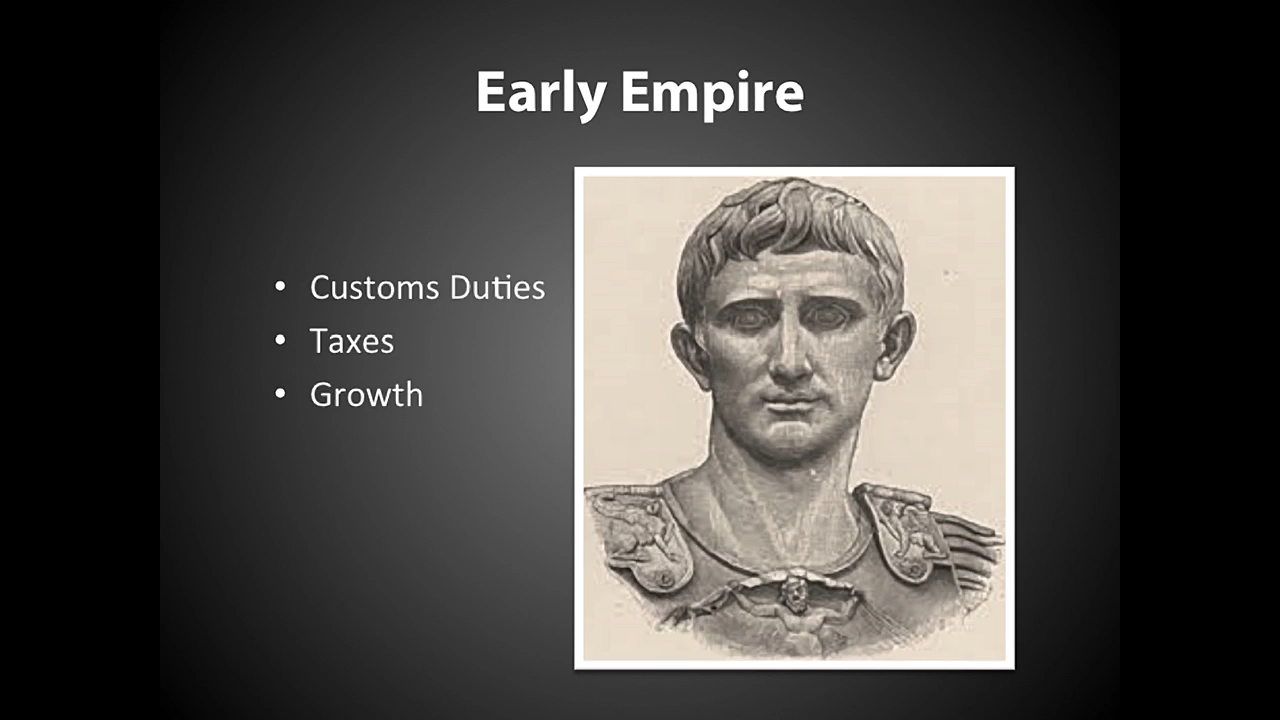 Early Empire
• Customs Duties
• Taxes
• Growth